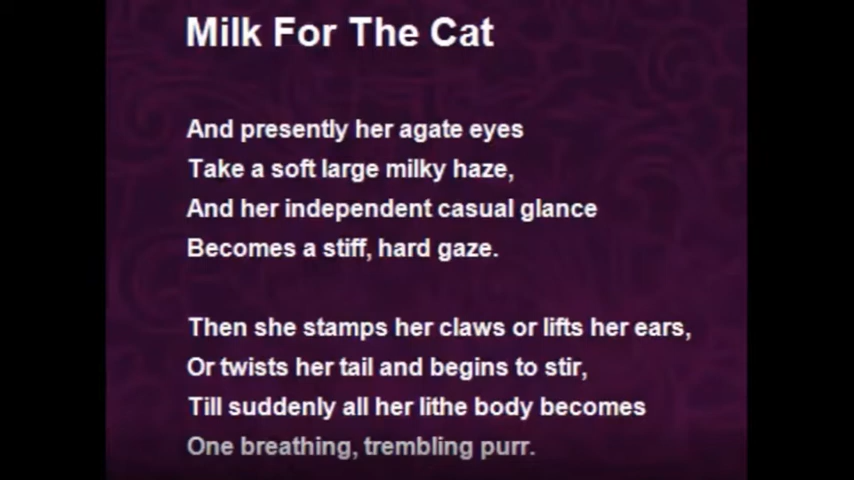 Milk For The Cat
And presently her agate eyes
Take a soft large milky haze,
And her independent casual glance
Becomes a stiff, hard gaze.
Then she stamps her claws or lifts her ears,
Or twists her tail and begins to stir,
Till suddenly all her lithe body becomes
One breathing, trembling purr.